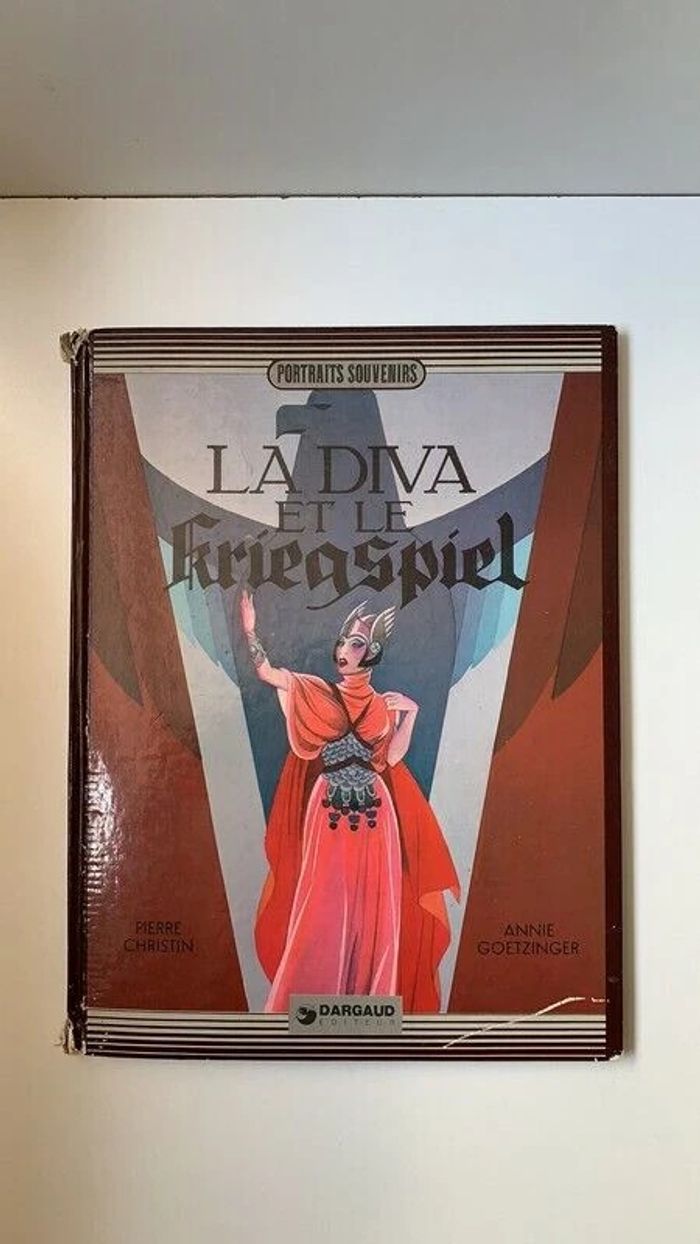 PORTRAITS SOUVENIRS
LA DIVA
ET LE
Kriegspiel
PIERRE
CHRISTIN
ANNIE
GOETZINGER
DARGAUD
EDITEUR